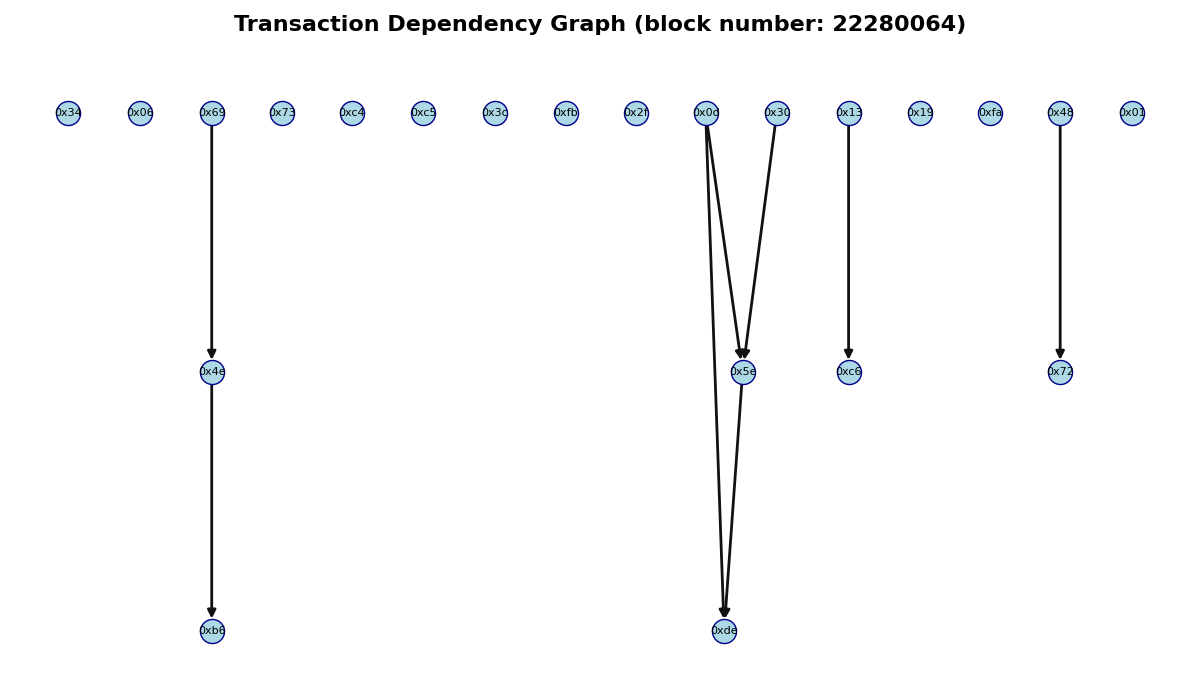 Transaction Dependency Graph (block number: 22280064)
0x34 0x06 0x69 0x73 0xc4 0xc5 0x3c 0xfb 0x2f 0x0d 0x30 0x13 0x19 0xfa 0x48 0x01
0x4e 0x5e 0xc6 0x72
0xb6 0xde